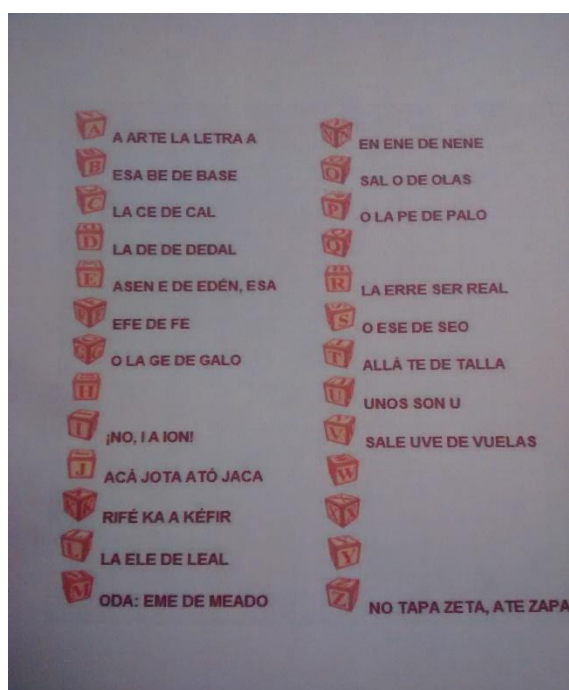 A A ARTE LA LETRA A
B ESA BE DE BASE
C LA CE DE CAL
D LA DE DE DEDAL
E ASEN E DE EDÉN, ESA
F EFE DE FE
G O LA GE DE GALO
H
I ¡NO, I A ION!
J ACÁ JOTA ATÓ JACA
K RIFÉ KA A KÉFIR
L LA ELE DE LEAL
M ODA: EME DE MEADO
N EN ENE DE NENE
O SAL O DE OLAS
P O LA PE DE PALO
Q
R LA ERRE SER REAL
S O ESE DE SEO
T ALLÁ TE DE TALLA
U UNOS SON U
V SALE UVE DE VUELAS
W
X
Y
Z NO TAPA ZETA, ATE ZAPA